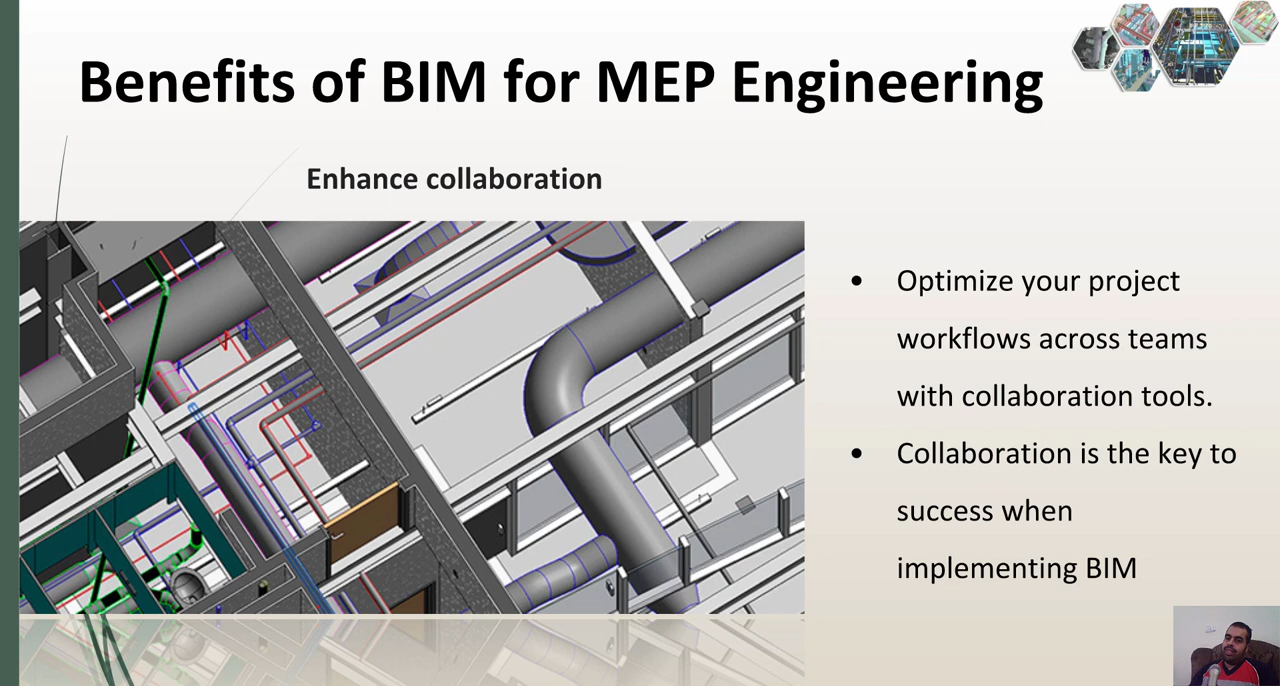 Benefits of BIM for MEP Engineering
Enhance collaboration
• Optimize your project
workflows across teams
with collaboration tools.
• Collaboration is the key to
success when
implementing BIM